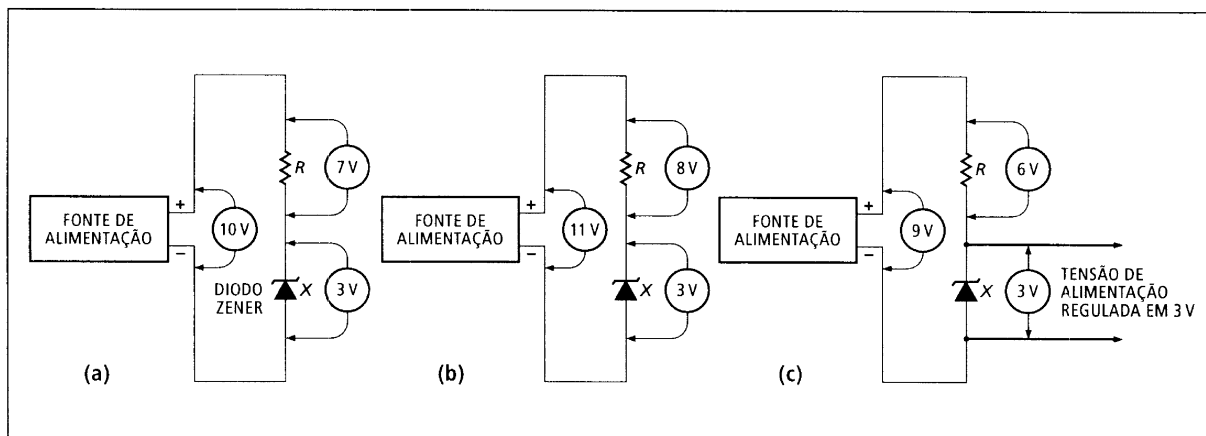 FONTE DE
ALIMENTAÇÃO
+
–
10 V
R
7 V
DIODO
ZENER
X
3 V
(a)
FONTE DE
ALIMENTAÇÃO
+
–
11 V
R
8 V
X
3 V
(b)
FONTE DE
ALIMENTAÇÃO
+
–
9 V
R
6 V
X
3 V
TENSÃO DE
ALIMENTAÇÃO
REGULADA EM 3 V
(c)